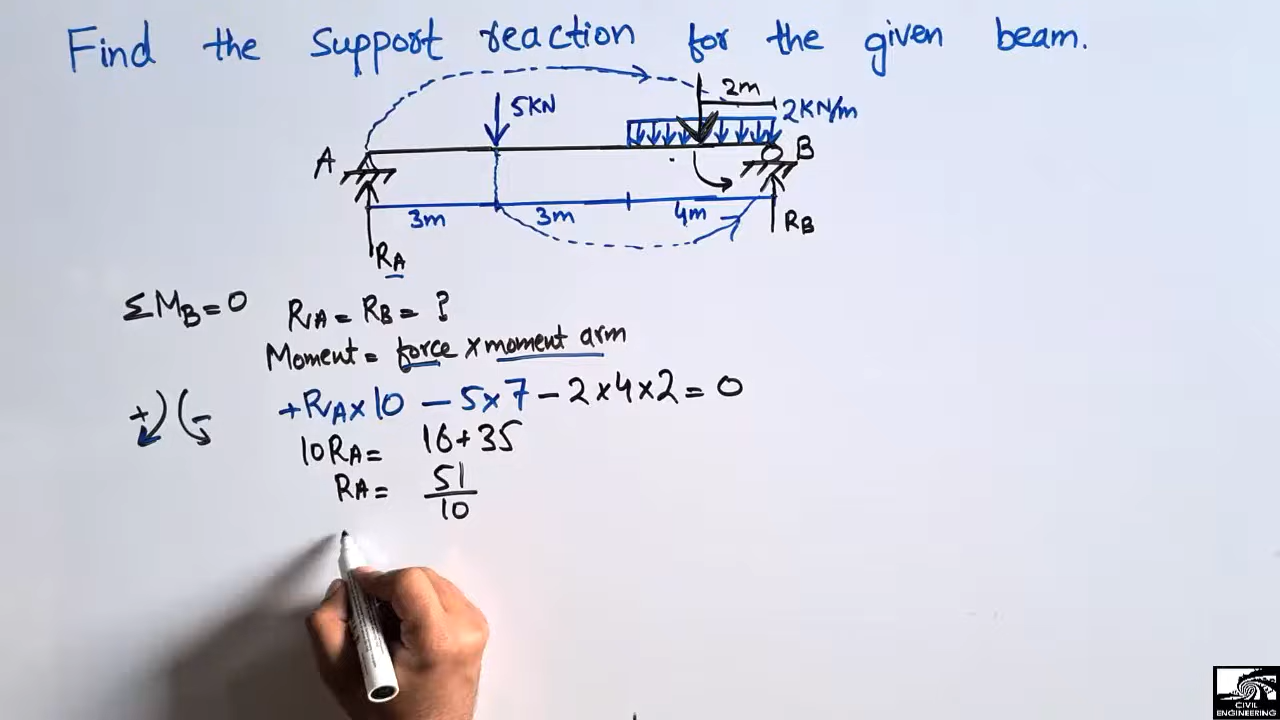 Find the support reaction for the given beam.
2m
5KN
2KN/m
A
B
3m
3m
4m
RA
RB
ΣMB=0
RA = RB = ?
Moment = force × moment arm
+RA×10 – 5×7 – 2×4×2 = 0
+
–
10RA = 16+35
RA = 51/10
CIVIL
ENGINEERING